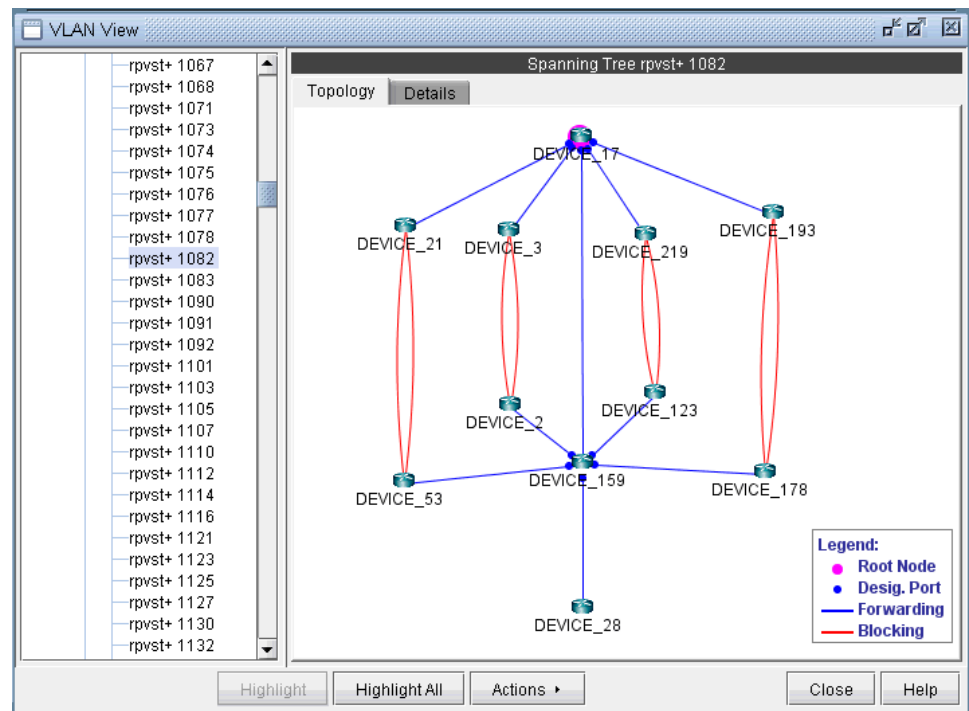 VLAN View
rpvst+ 1067
rpvst+ 1068
rpvst+ 1071
rpvst+ 1073
rpvst+ 1074
rpvst+ 1075
rpvst+ 1076
rpvst+ 1077
rpvst+ 1078
rpvst+ 1082
rpvst+ 1083
rpvst+ 1090
rpvst+ 1091
rpvst+ 1092
rpvst+ 1101
rpvst+ 1103
rpvst+ 1105
rpvst+ 1107
rpvst+ 1110
rpvst+ 1112
rpvst+ 1114
rpvst+ 1116
rpvst+ 1121
rpvst+ 1123
rpvst+ 1125
rpvst+ 1127
rpvst+ 1130
rpvst+ 1132
Spanning Tree rpvst+ 1082
Topology Details
DEVICE_17
DEVICE_193
DEVICE_21
DEVICE_3
DEVICE_219
DEVICE_2
DEVICE_123
DEVICE_159
DEVICE_178
DEVICE_53
DEVICE_28
Legend:
Root Node
Desig. Port
Forwarding
Blocking
Highlight Highlight All Actions Close Help